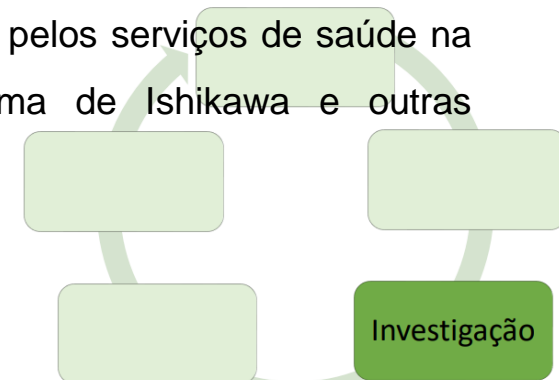 pelos serviços de saúde na
ma de Ishikawa e outras
Investigação